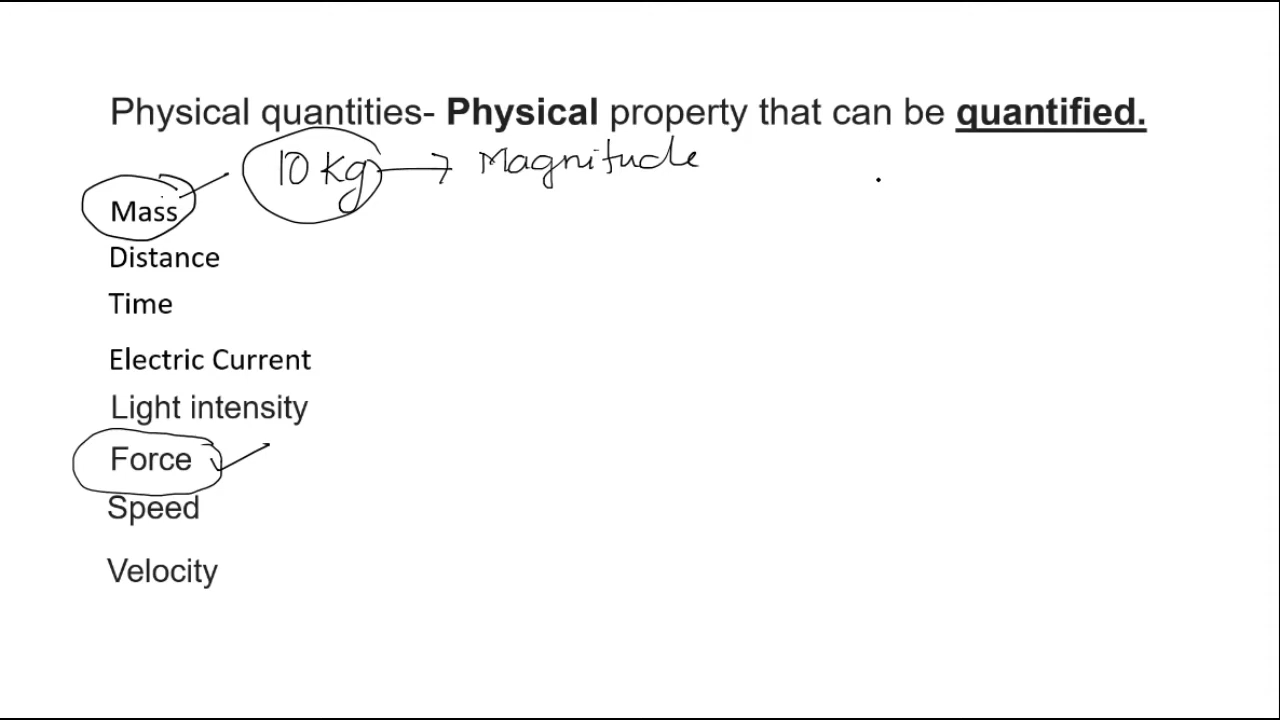 Physical quantities- Physical property that can be quantified.
10 kg → Magnitude
Mass
Distance
Time
Electric Current
Light intensity
Force
Speed
Velocity